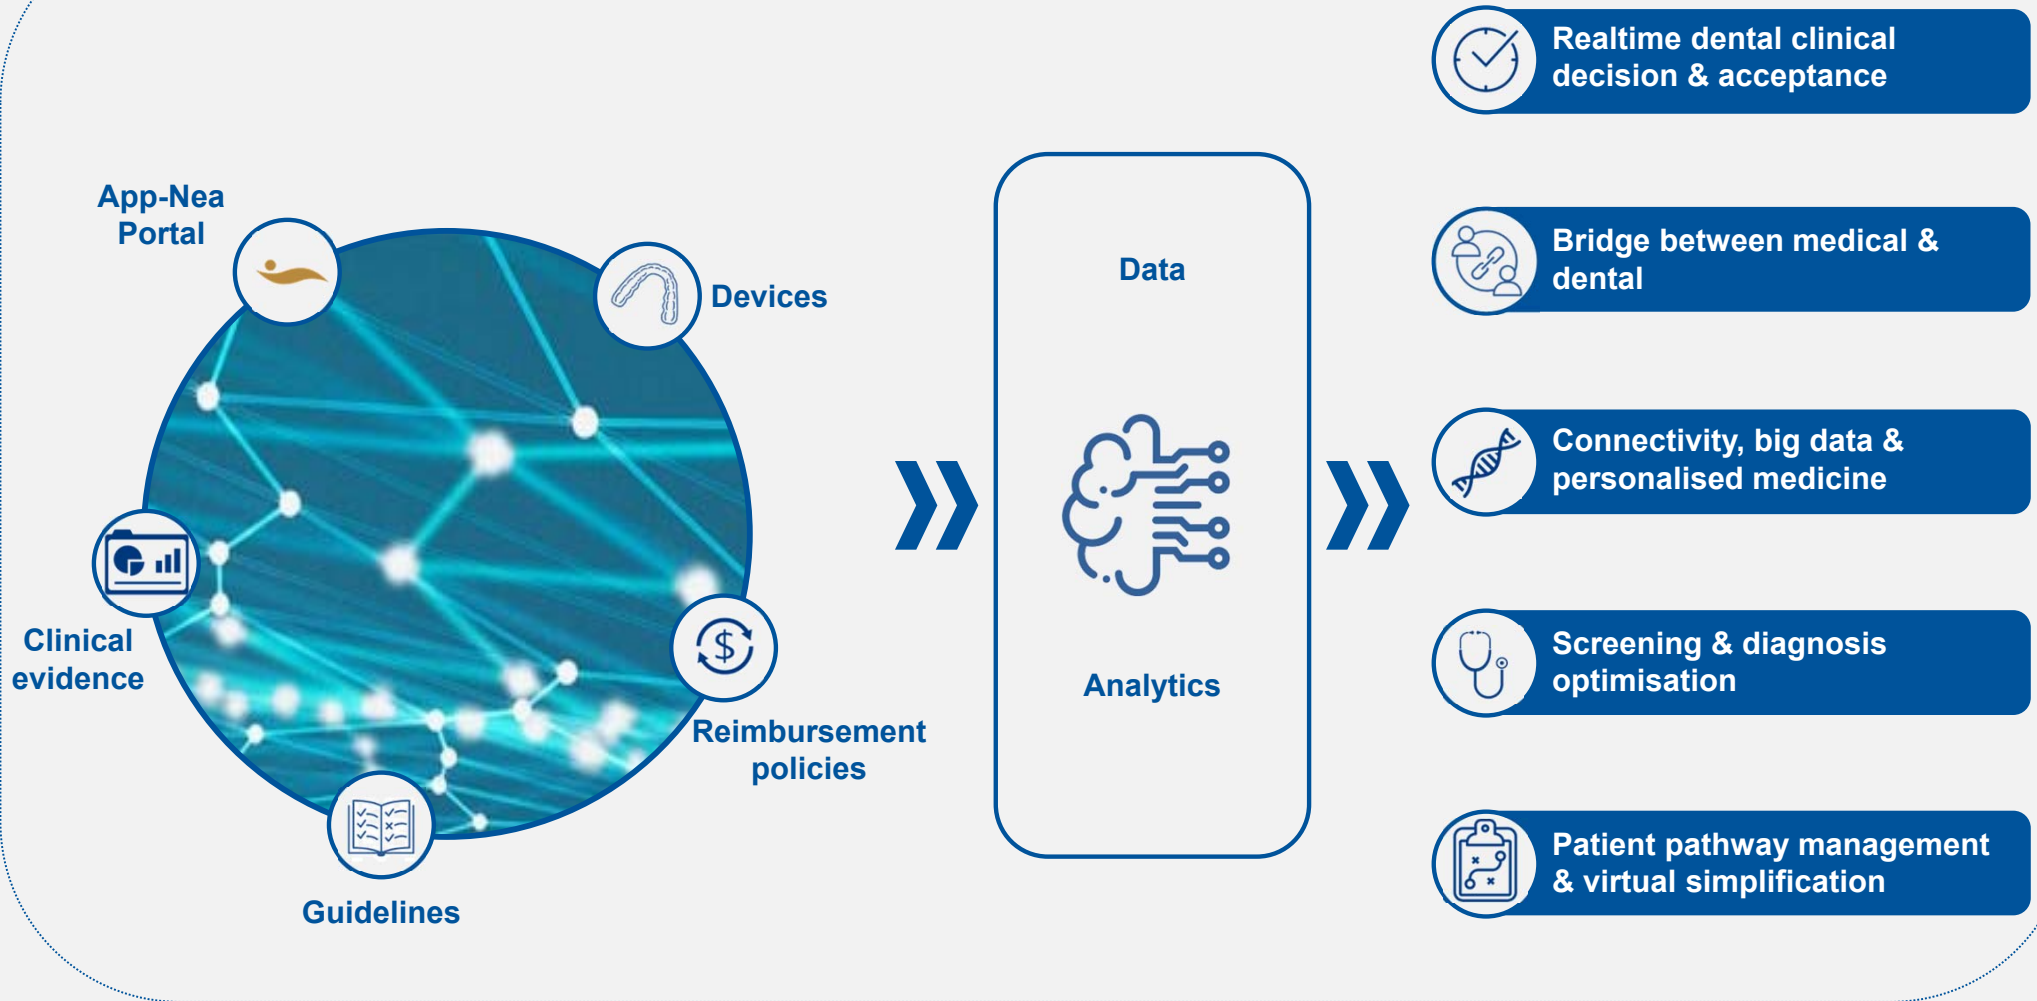 App-Nea
Portal
Devices
Clinical
evidence
Reimbursement
policies
Guidelines
Data
Analytics
Realtime dental clinical
decision & acceptance
Bridge between medical &
dental
Connectivity, big data &
personalised medicine
Screening & diagnosis
optimisation
Patient pathway management
& virtual simplification